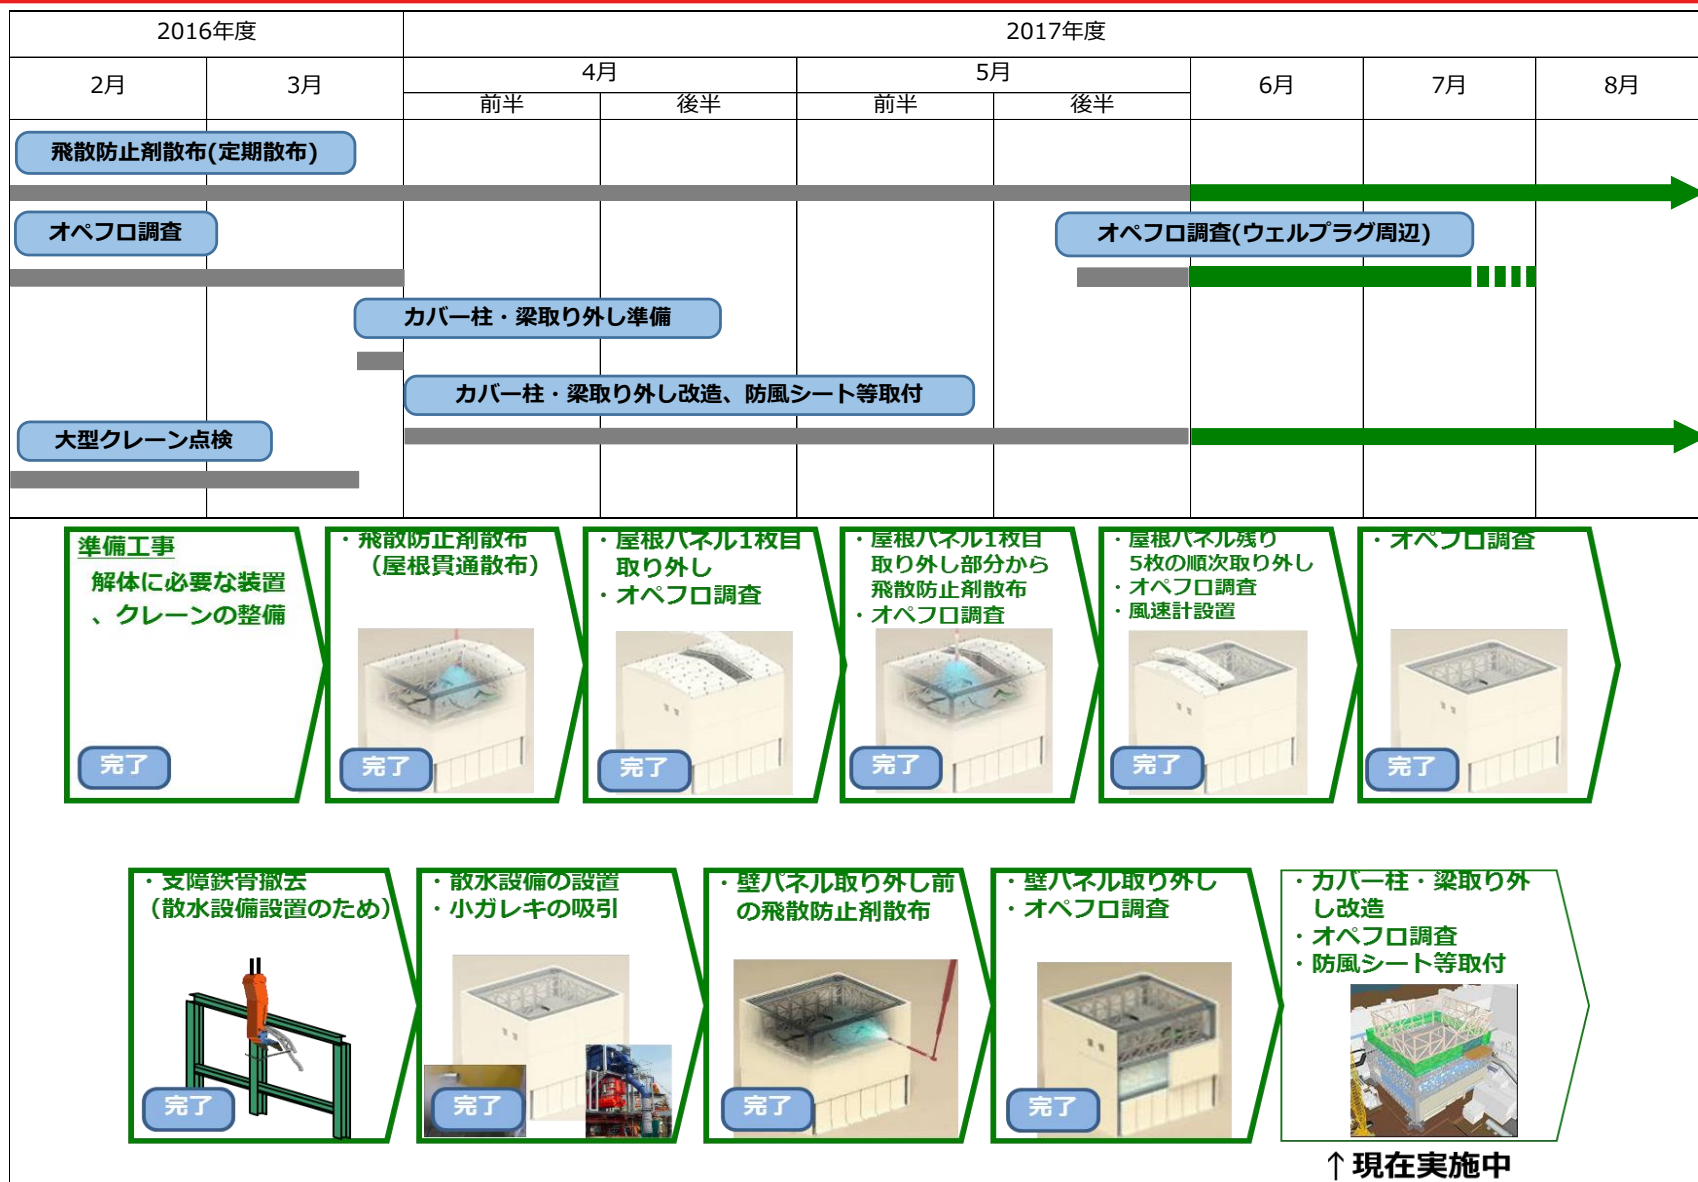 2016年度
2017年度
2月
3月
4月
5月
6月
7月
8月
前半
後半
前半
後半
飛散防止剤散布(定期散布)
オペフロ調査
オペフロ調査(ウェルプラグ周辺)
カバー柱・梁取り外し準備
カバー柱・梁取り外し改造、防風シート等取付
大型クレーン点検
準備工事
解体に必要な装置
、クレーンの整備
完了
・飛散防止剤散布
（屋根貫通散布）
完了
・屋根パネル1枚目
取り外し
・オペフロ調査
完了
・屋根パネル1枚目
取り外し部分から
飛散防止剤散布
・オペフロ調査
完了
・屋根パネル残り
5枚の順次取り外し
・オペフロ調査
・風速計設置
完了
・オペフロ調査
完了
・支障鉄骨撤去
（散水設備設置のため）
完了
・散水設備の設置
・小ガレキの吸引
完了
・壁パネル取り外し前
の飛散防止剤散布
完了
・壁パネル取り外し
・オペフロ調査
完了
・カバー柱・梁取り外
し改造
・オペフロ調査
・防風シート等取付
↑現在実施中